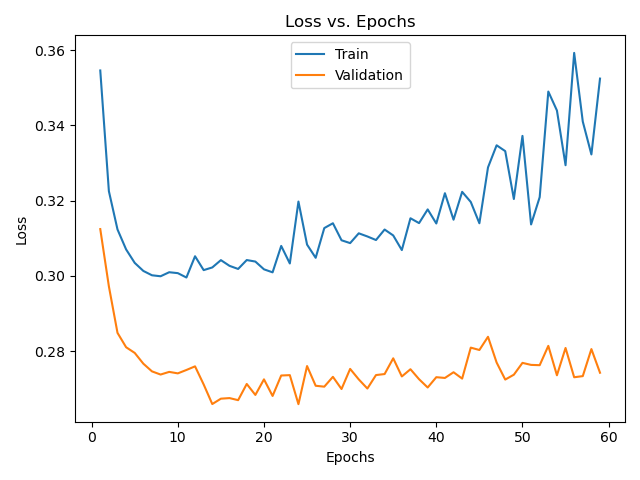 Loss vs. Epochs
Train
Validation
0.36
0.34
0.32
0.30
0.28
Loss
0 10 20 30 40 50 60
Epochs